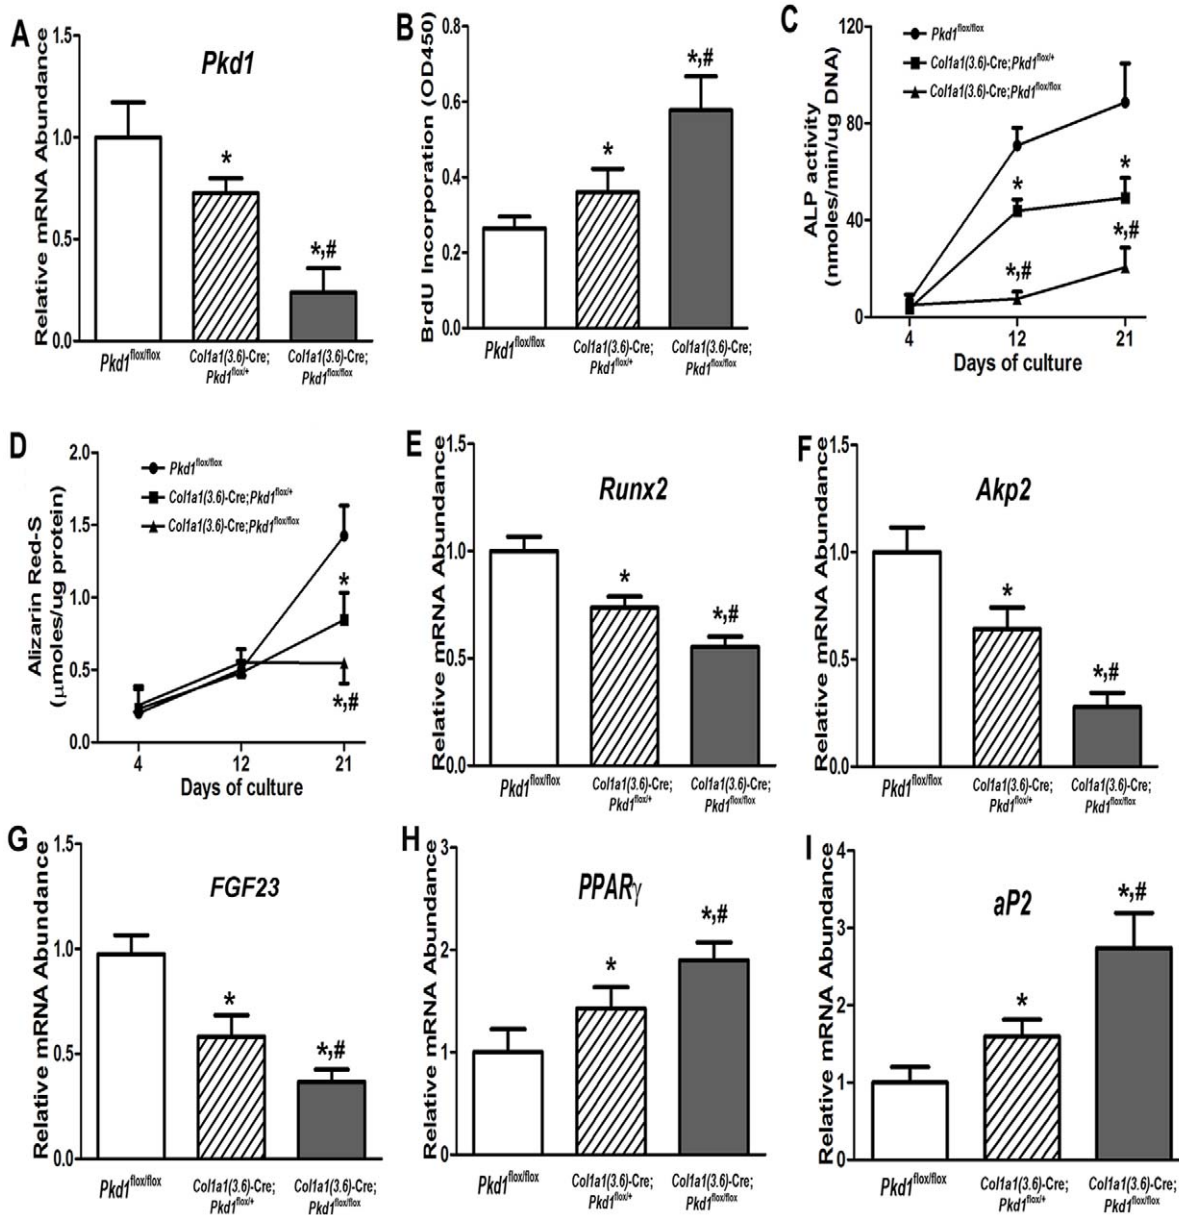 A
Pkd1
Relative mRNA Abundance
1.5
1.0
0.5
0.0
*
*,#
Pkd1flox/flox
Col1a1(3.6)-Cre;
Pkd1flox/+
Col1a1(3.6)-Cre;
Pkd1flox/flox
B
BrdU Incorporation (OD450)
0.8
0.6
0.4
0.2
0.0
*
*,#
Pkd1flox/flox
Col1a1(3.6)-Cre;
Pkd1flox/+
Col1a1(3.6)-Cre;
Pkd1flox/flox
C
ALP activity
(nmoles/min/ug DNA)
120
80
40
0
Pkd1flox/flox
Col1a1(3.6)-Cre;Pkd1flox/+
Col1a1(3.6)-Cre;Pkd1flox/flox
*
*
*,#
*,#
4
12
21
Days of culture
D
Alizarin Red-S
(μmoles/ug protein)
2.0
1.5
1.0
0.5
0.0
Pkd1flox/flox
Col1a1(3.6)-Cre;Pkd1flox/+
Col1a1(3.6)-Cre;Pkd1flox/flox
*
*,#
4
12
21
Days of culture
E
Runx2
Relative mRNA Abundance
1.5
1.0
0.5
0.0
*
*,#
Pkd1flox/flox
Col1a1(3.6)-Cre;
Pkd1flox/+
Col1a1(3.6)-Cre;
Pkd1flox/flox
F
Akp2
Relative mRNA Abundance
1.5
1.0
0.5
0.0
*
*,#
Pkd1flox/flox
Col1a1(3.6)-Cre;
Pkd1flox/+
Col1a1(3.6)-Cre;
Pkd1flox/flox
G
FGF23
Relative mRNA Abundance
1.5
1.0
0.5
0.0
*
*,#
Pkd1flox/flox
Col1a1(3.6)-Cre;
Pkd1flox/+
Col1a1(3.6)-Cre;
Pkd1flox/flox
H
PPARγ
Relative mRNA Abundance
3
2
1
0
*
*,#
Pkd1flox/flox
Col1a1(3.6)-Cre;
Pkd1flox/+
Col1a1(3.6)-Cre;
Pkd1flox/flox
I
aP2
Relative mRNA Abundance
4
3
2
1
0
*
*,#
Pkd1flox/flox
Col1a1(3.6)-Cre;
Pkd1flox/+
Col1a1(3.6)-Cre;
Pkd1flox/flox